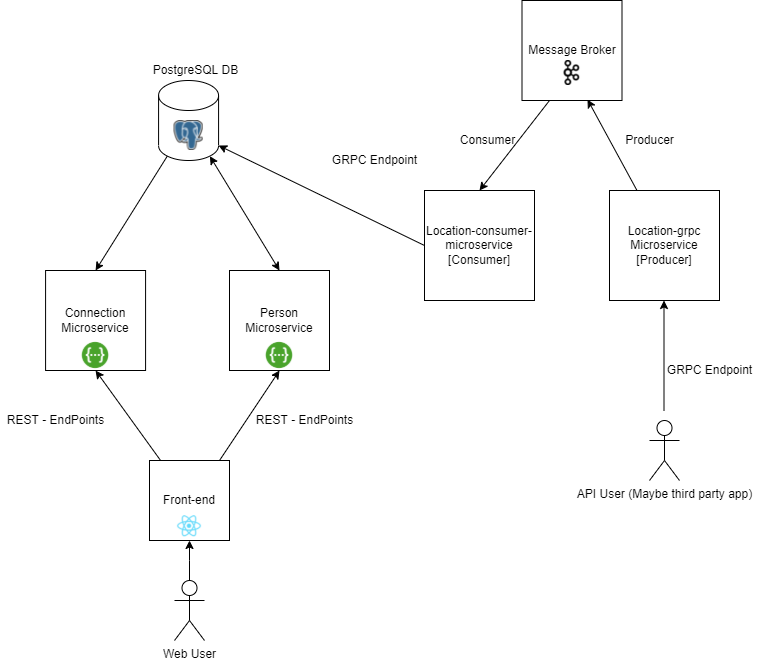 Message Broker
PostgreSQL DB
Consumer
Producer
GRPC Endpoint
Location-consumer-
microservice
[Consumer]
Location-grpc
Microservice
[Producer]
Connection
Microservice
{···}
Person
Microservice
{···}
GRPC Endpoint
REST - EndPoints
REST - EndPoints
Front-end
API User (Maybe third party app)
Web User